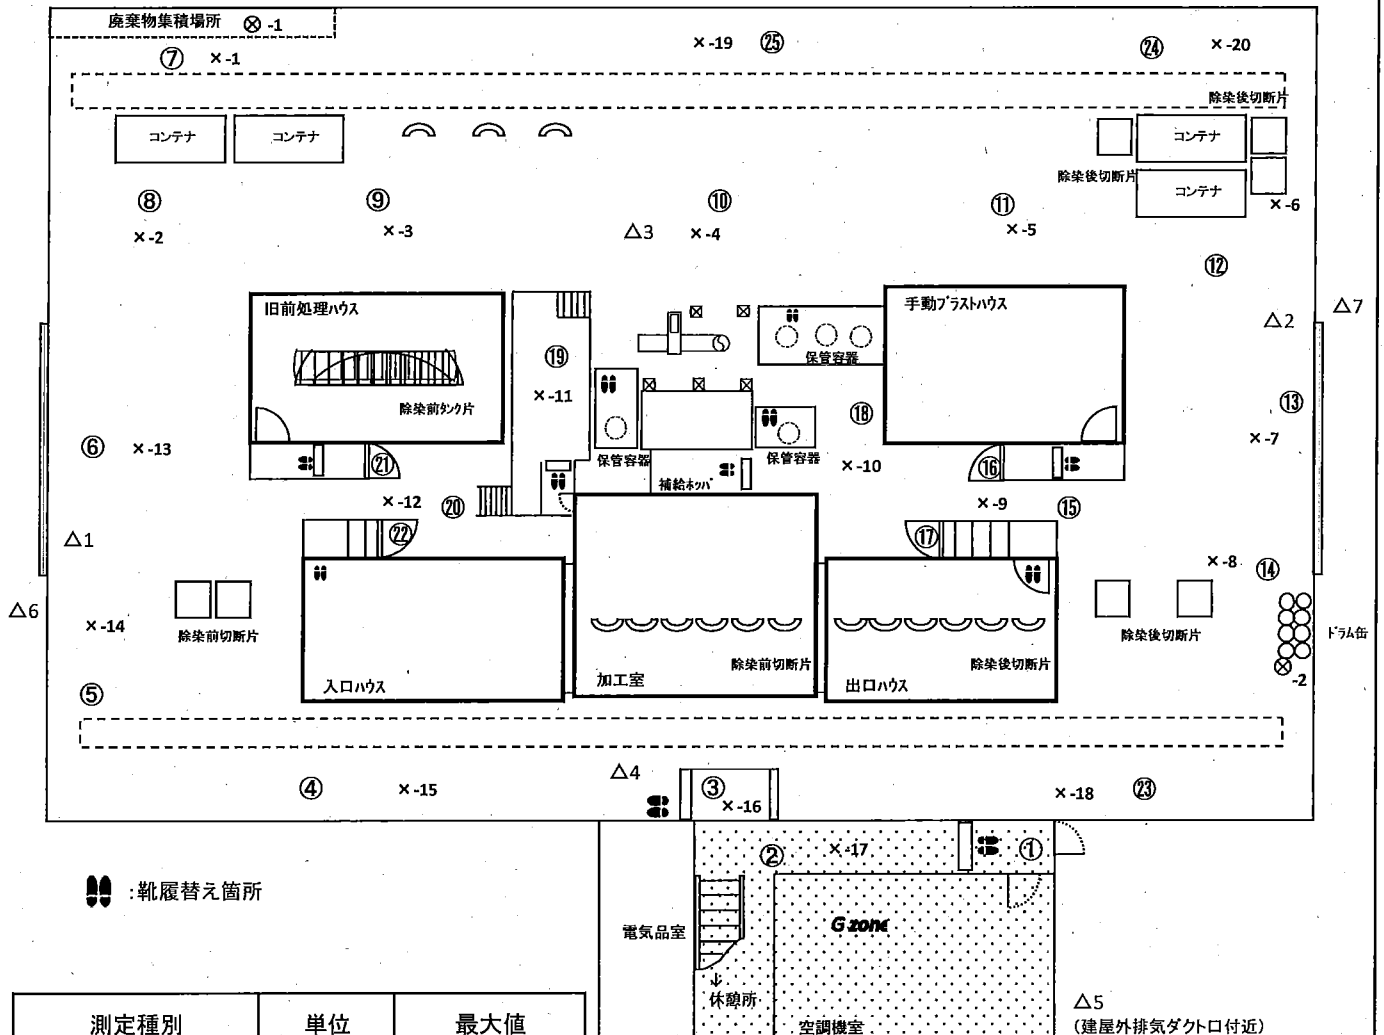 廃棄物集積場所 ⊗ -1
⑦ × -1
× -19 ㉕
㉔ × -20
除染後切断片
コンテナ コンテナ
コンテナ
除染後切断片
コンテナ
× -6
⑧ ⑨ ⑩ ⑪
× -2 × -3 △3 × -4 × -5
⑫
△7
△2
旧前処理ハウス
手動ブラストハウス
保管容器
⑲
× -11
除染前タンク片
⑱
⑬
× -7
⑥ × -13
㉑
保管容器
保管容器
× -10
⑯
補給ホッパ
× -12 ⑳
× -9 ⑮
△1
㉒
⑰
× -8 ⑭
△6
× -14
除染前切断片
除染後切断片
ドラム缶
除染前切断片
除染後切断片
⊗ -2
入口ハウス
加工室
出口ハウス
⑤
④ × -15
△4
③ × -16
× -18 ㉓
② × -17 ①
:靴履替え箇所
電気品室
G zone
↓
休憩所
空調機室
△5
(建屋外排気ダクト口付近)
測定種別 単位 最大値